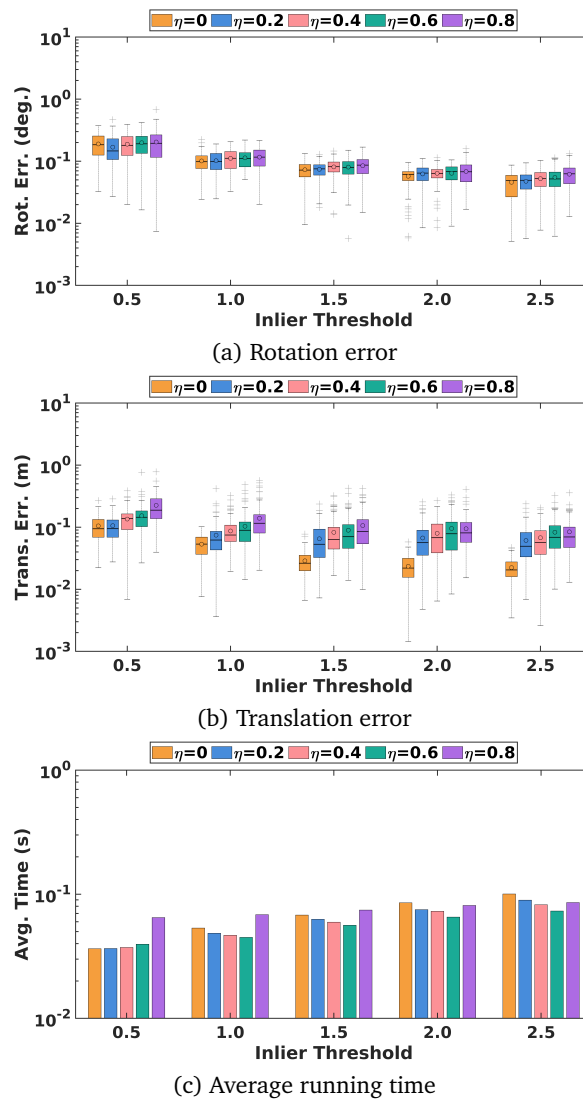 η=0 η=0.2 η=0.4 η=0.6 η=0.8
10^1
10^0
10^-1
10^-2
10^-3
Rot. Err. (deg.)
0.5 1.0 1.5 2.0 2.5
Inlier Threshold
(a) Rotation error
η=0 η=0.2 η=0.4 η=0.6 η=0.8
10^1
10^0
10^-1
10^-2
10^-3
Trans. Err. (m)
0.5 1.0 1.5 2.0 2.5
Inlier Threshold
(b) Translation error
η=0 η=0.2 η=0.4 η=0.6 η=0.8
10^0
10^-1
10^-2
Avg. Time (s)
0.5 1.0 1.5 2.0 2.5
Inlier Threshold
(c) Average running time